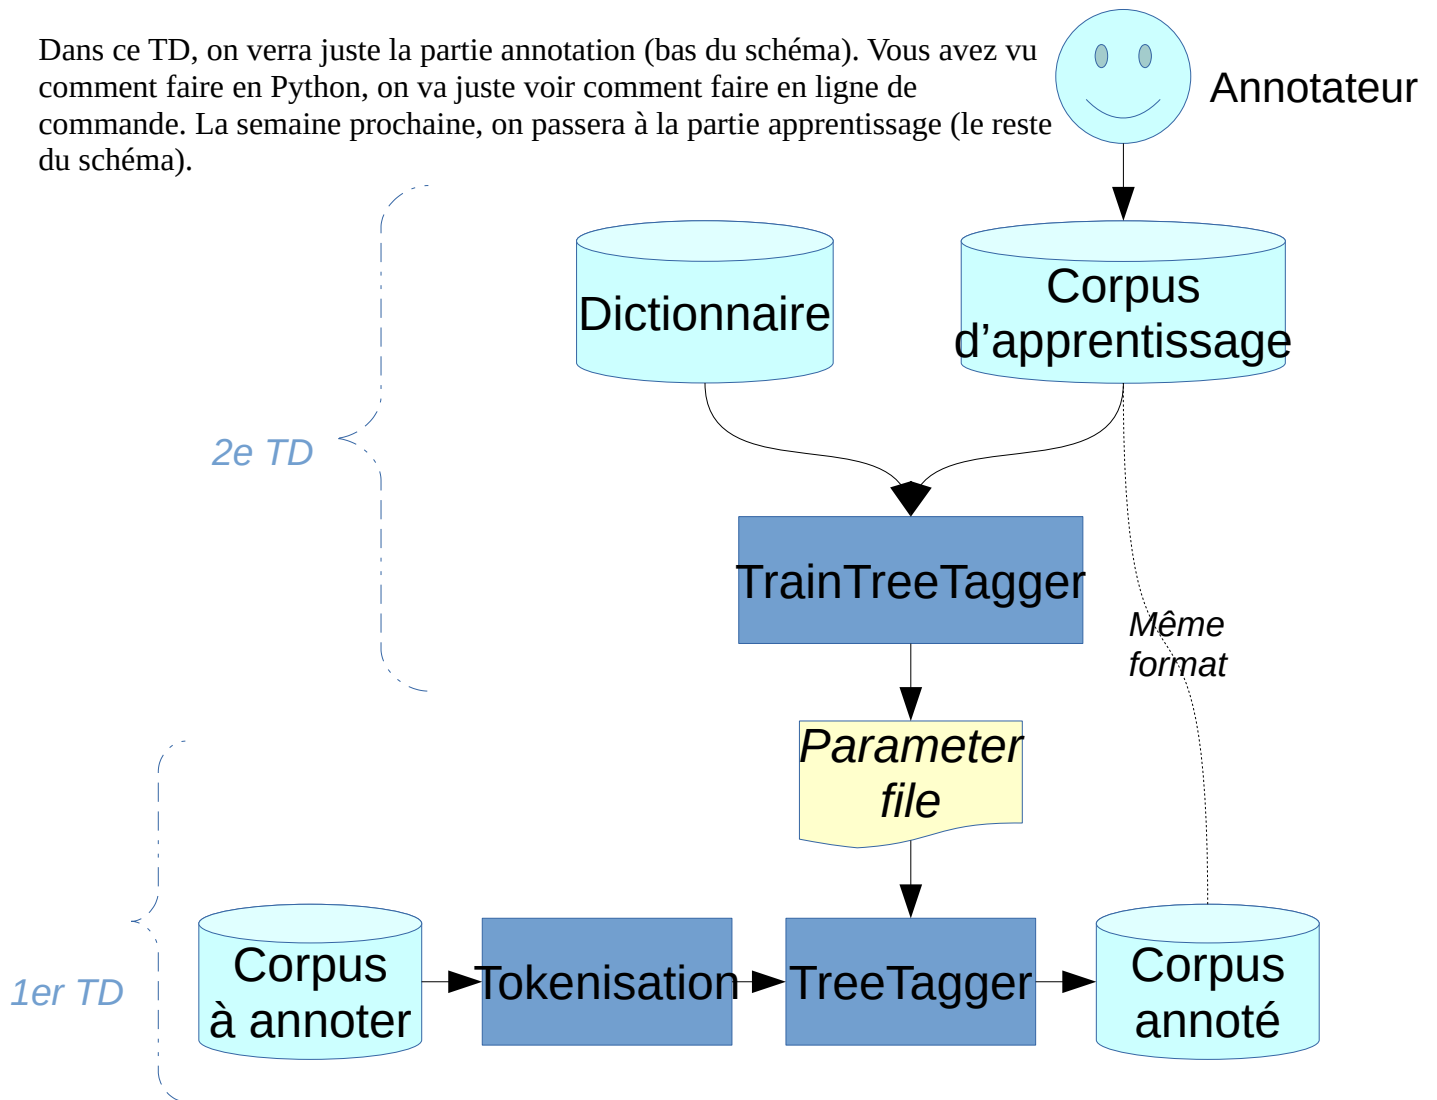 Dans ce TD, on verra juste la partie annotation (bas du schéma). Vous avez vu
comment faire en Python, on va juste voir comment faire en ligne de
commande. La semaine prochaine, on passera à la partie apprentissage (le reste
du schéma).
Annotateur
Dictionnaire
Corpus
d’apprentissage
2e TD
TrainTreeTagger
Même
format
Parameter
file
1er TD
Corpus
à annoter
Tokenisation
TreeTagger
Corpus
annoté